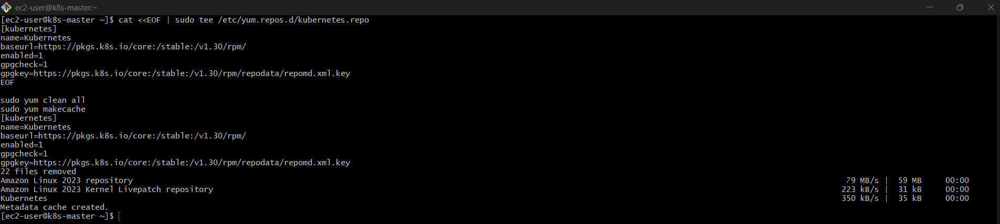 ec2-user@k8s-master:~
[ec2-user@k8s-master ~]$ cat <<EOF | sudo tee /etc/yum.repos.d/kubernetes.repo
[kubernetes]
name=Kubernetes
baseurl=https://pkgs.k8s.io/core:/stable:/v1.30/rpm/
enabled=1
gpgcheck=1
gpgkey=https://pkgs.k8s.io/core:/stable:/v1.30/rpm/repodata/repomd.xml.key
EOF
sudo yum clean all
sudo yum makecache
[kubernetes]
name=Kubernetes
baseurl=https://pkgs.k8s.io/core:/stable:/v1.30/rpm/
enabled=1
gpgcheck=1
gpgkey=https://pkgs.k8s.io/core:/stable:/v1.30/rpm/repodata/repomd.xml.key
22 files removed
Amazon Linux 2023 repository 79 MB/s | 59 MB 00:00
Amazon Linux 2023 Kernel Livepatch repository 223 kB/s | 31 kB 00:00
Kubernetes 350 kB/s | 35 kB 00:00
Metadata cache created.
[ec2-user@k8s-master ~]$